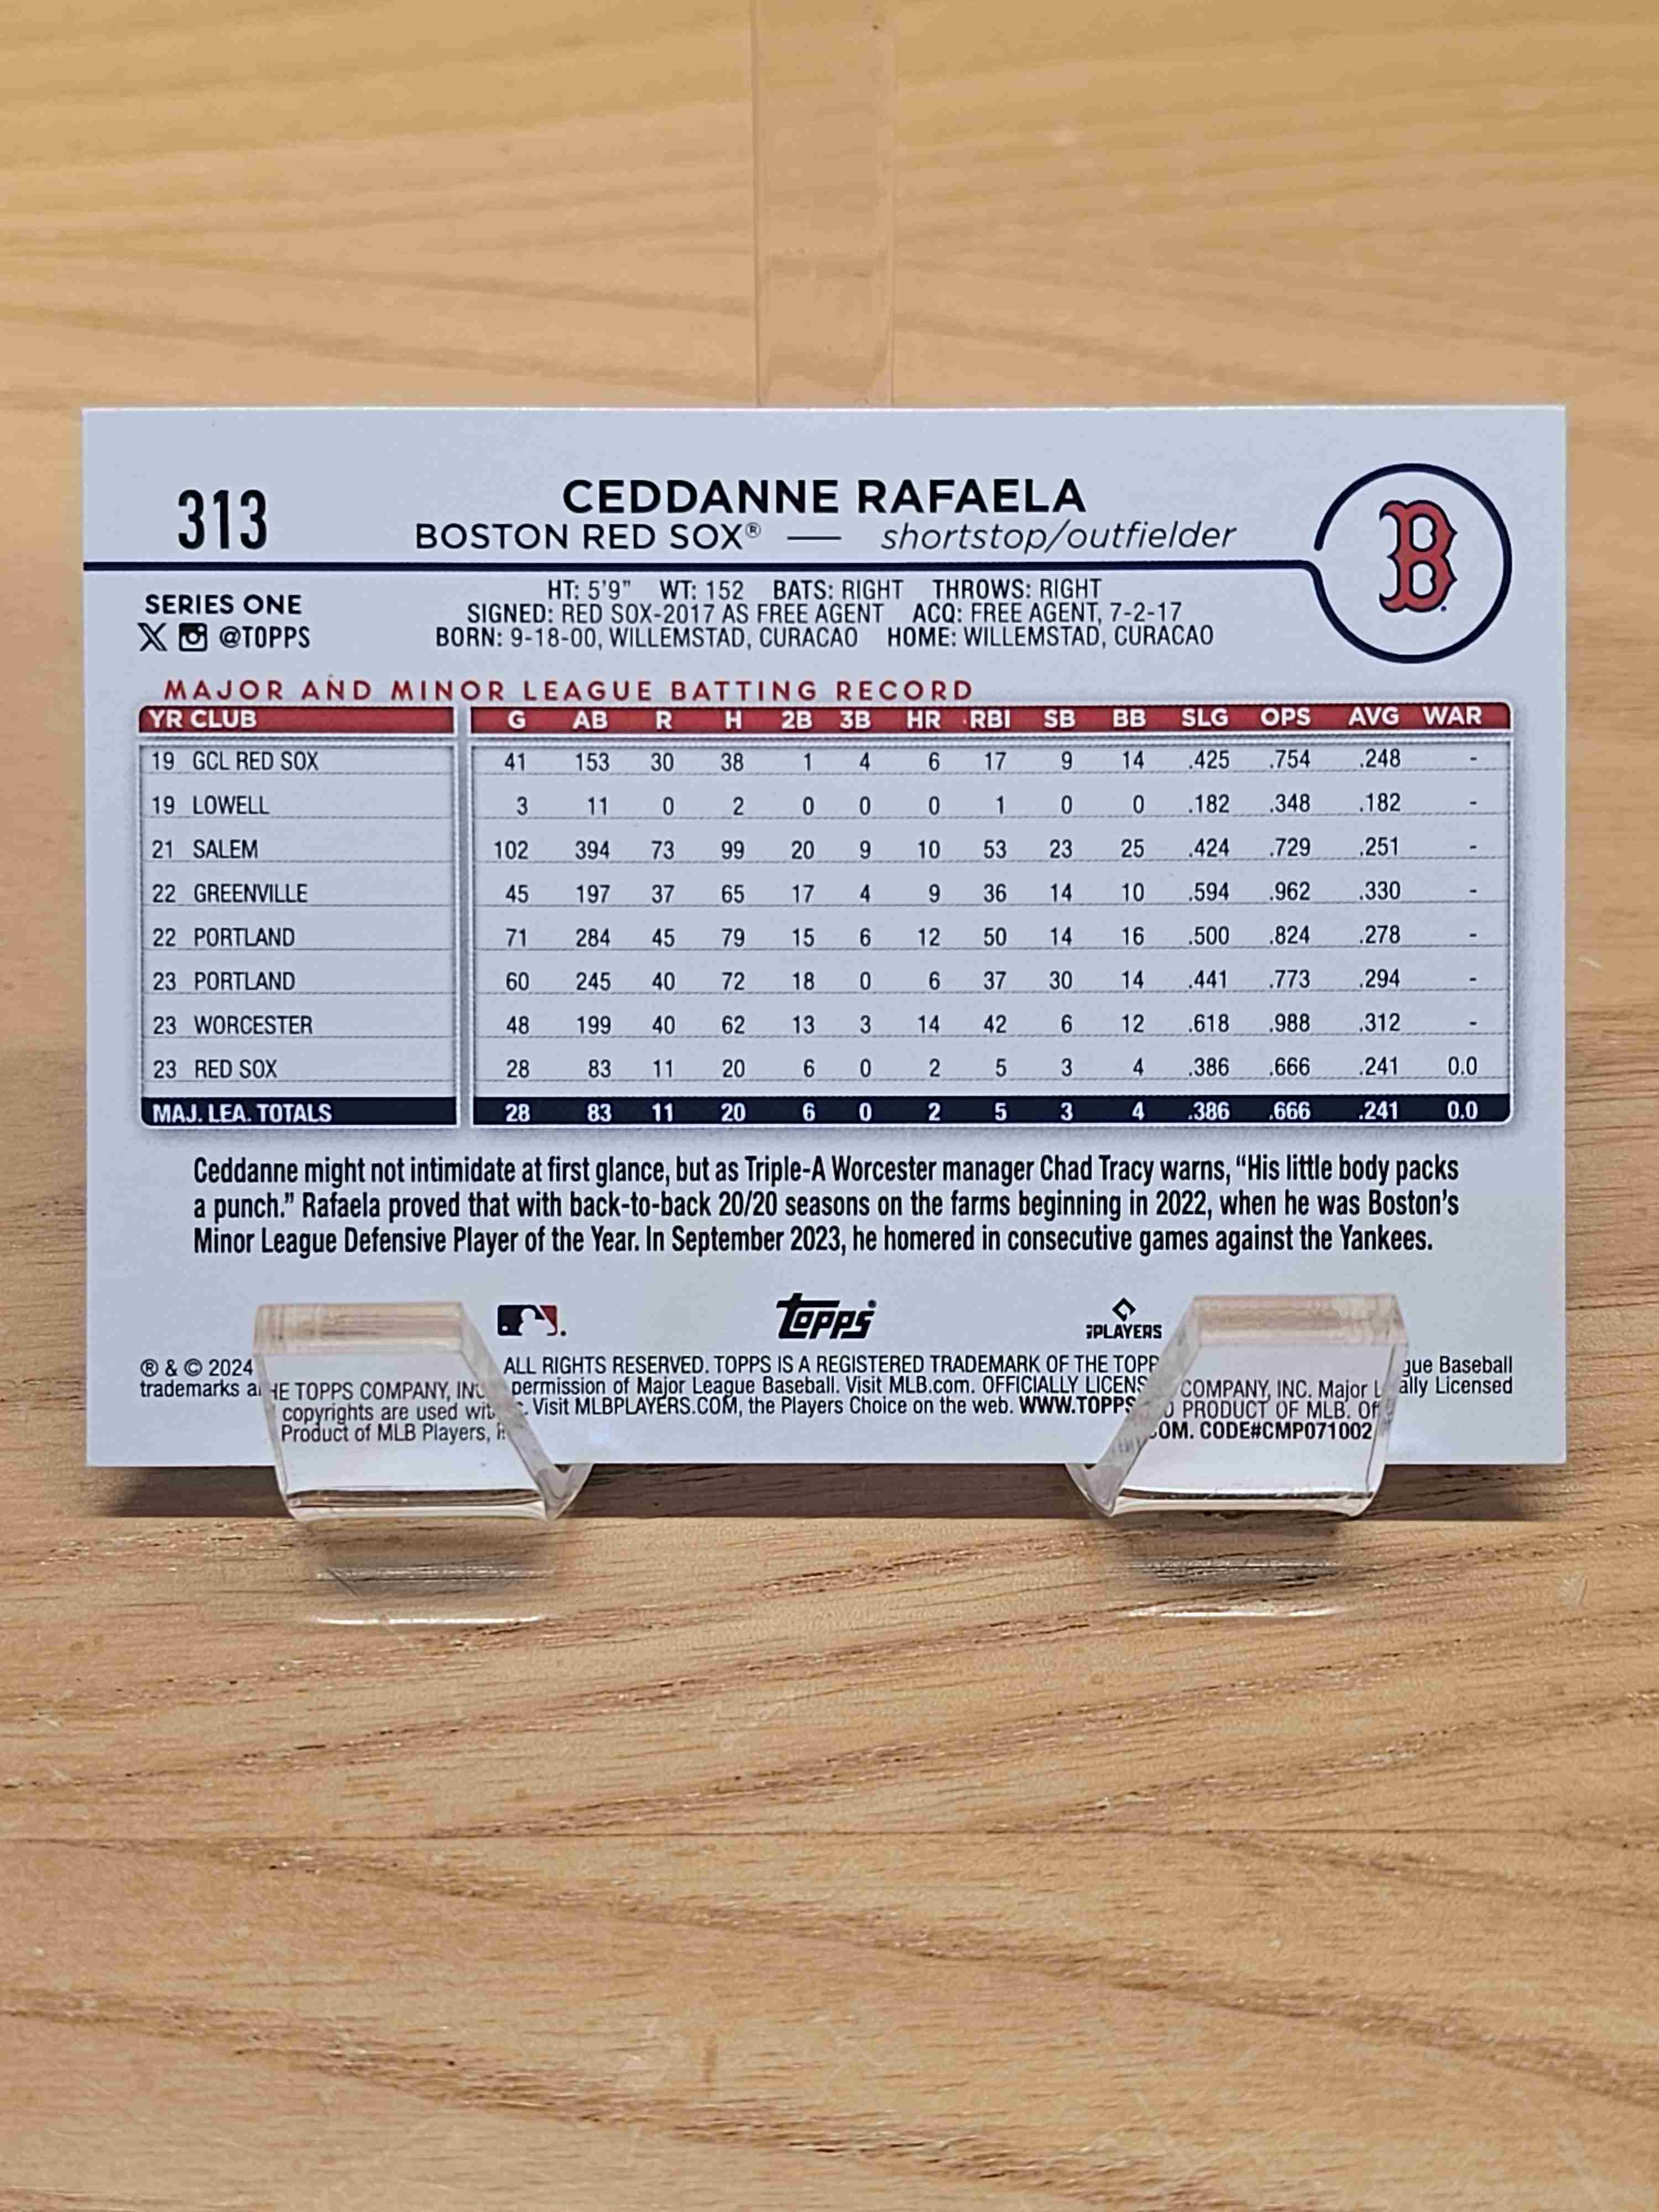 313
CEDDANNE RAFAELA
BOSTON RED SOX® — shortstop/outfielder
B
SERIES ONE
@TOPPS
HT: 5'9" WT: 152 BATS: RIGHT THROWS: RIGHT
SIGNED: RED SOX-2017 AS FREE AGENT ACQ: FREE AGENT, 7-2-17
BORN: 9-18-00, WILLEMSTAD, CURACAO HOME: WILLEMSTAD, CURACAO
MAJOR AND MINOR LEAGUE BATTING RECORD
YR CLUB G AB R H 2B 3B HR RBI SB BB SLG OPS AVG WAR
19 GCL RED SOX 41 153 30 38 1 4 6 17 9 14 .425 .754 .248 -
19 LOWELL 3 11 0 2 0 0 0 1 0 0 .182 .348 .182 -
21 SALEM 102 394 73 99 20 9 10 53 23 25 .424 .729 .251 -
22 GREENVILLE 45 197 37 65 17 4 9 36 14 10 .594 .962 .330 -
22 PORTLAND 71 284 45 79 15 6 12 50 14 16 .500 .824 .278 -
23 PORTLAND 60 245 40 72 18 0 6 37 30 14 .441 .773 .294 -
23 WORCESTER 48 199 40 62 13 3 14 42 6 12 .618 .988 .312 -
23 RED SOX 28 83 11 20 6 0 2 5 3 4 .386 .666 .241 0.0
MAJ. LEA. TOTALS 28 83 11 20 6 0 2 5 3 4 .386 .666 .241 0.0
Ceddanne might not intimidate at first glance, but as Triple-A Worcester manager Chad Tracy warns, “His little body packs
a punch.” Rafaela proved that with back-to-back 20/20 seasons on the farms beginning in 2022, when he was Boston's
Minor League Defensive Player of the Year. In September 2023, he homered in consecutive games against the Yankees.
Topps® PLAYERS
® & © 2024 THE TOPPS COMPANY, INC. ALL RIGHTS RESERVED. TOPPS IS A REGISTERED TRADEMARK OF THE TOPPS COMPANY, INC. Major League Baseball
trademarks and copyrights are used with permission of Major League Baseball. Visit MLB.com. OFFICIALLY LICENSED PRODUCT OF MLB. Officially Licensed
Product of MLB Players, Visit MLBPLAYERS.COM, the Players Choice on the web. WWW.TOPPS.COM. CODE#CMP071002